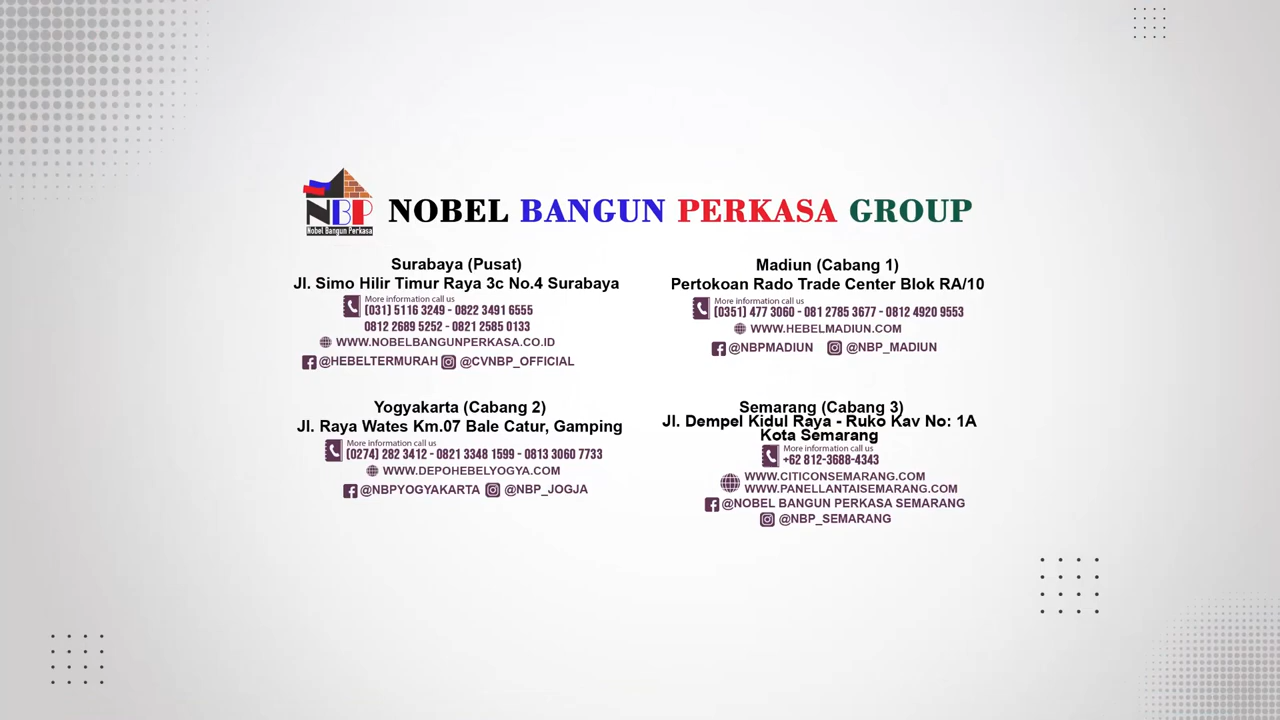 NBP
Nobel Bangun Perkasa
NOBEL BANGUN PERKASA GROUP
Surabaya (Pusat)
Jl. Simo Hilir Timur Raya 3c No.4 Surabaya
More information call us
(031) 5116 3249 - 0822 3491 6555
0812 2689 5252 - 0821 2585 0133
WWW.NOBELBANGUNPERKASA.CO.ID
@HEBELTERMURAH @CVNBP_OFFICIAL
Madiun (Cabang 1)
Pertokoan Rado Trade Center Blok RA/10
More information call us
(0351) 477 3060 - 081 2785 3677 - 0812 4920 9553
WWW.HEBELMADIUN.COM
@NBPMADIUN @NBP_MADIUN
Yogyakarta (Cabang 2)
Jl. Raya Wates Km.07 Bale Catur, Gamping
More information call us
(0274) 282 3412 - 0821 3348 1599 - 0813 3060 7733
WWW.DEPOHEBELYOGYA.COM
@NBPYOGYAKARTA @NBP_JOGJA
Semarang (Cabang 3)
Jl. Dempel Kidul Raya - Ruko Kav No: 1A
Kota Semarang
More information call us
+62 812-3688-4343
WWW.CITICONSEMARANG.COM
WWW.PANELLANTAISEMARANG.COM
@NOBEL BANGUN PERKASA SEMARANG
@NBP_SEMARANG